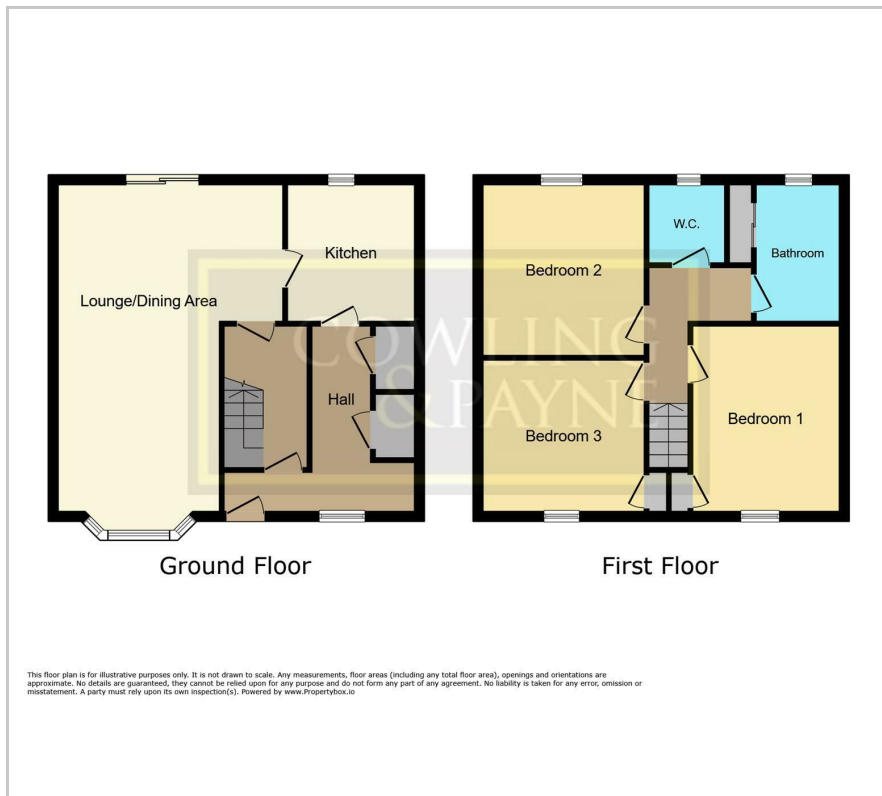 Lounge/Dining Area
Kitchen
Hall
Ground Floor
Bedroom 2
W.C.
Bathroom
Bedroom 3
Bedroom 1
First Floor
COWLING
& PAYNE
This floor plan is for illustrative purposes only. It is not drawn to scale. Any measurements, floor areas (including any total floor area), openings and orientations are
approximate. No details are guaranteed, they cannot be relied upon for any purpose and do not form any part of any agreement. No liability is taken for any error, omission or
misstatement. A party must rely upon its own inspection(s). Powered by www.Propertybox.io